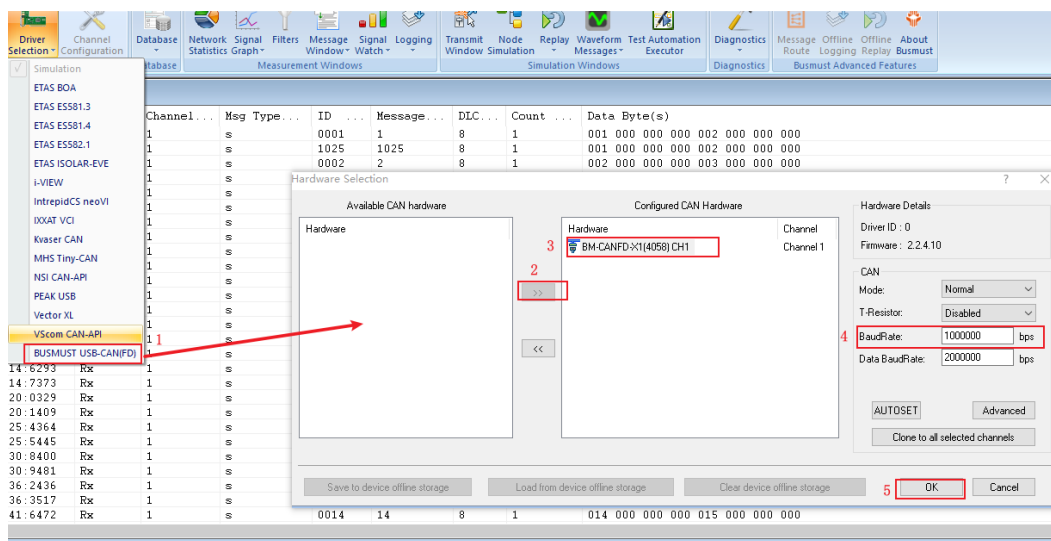 Driver Selection
Channel Configuration
Database
Network Statistics
Signal Graph
Filters
Message Window
Signal Watch
Logging
Transmit Window
Node Simulation
Replay
Waveform Messages
Test Automation Executor
Diagnostics
Message Route
Offline Logging
Offline Replay
About Busmust
tabase
Measurement Windows
Simulation Windows
Diagnostics
Busmust Advanced Features
Simulation
ETAS BOA
ETAS ES581.3
ETAS ES581.4
ETAS ES582.1
ETAS ISOLAR-EVE
i-VIEW
IntrepidCS neoVI
IXXAT VCI
Kvaser CAN
MHS Tiny-CAN
NSI CAN-API
PEAK USB
Vector XL
VScom CAN-API
BUSMUST USB-CAN(FD)
1
Channel... Msg Type... ID ... Message... DLC... Count ... Data Byte(s)
1 s 0001 1 8 1 001 000 000 000 002 000 000 000
1 s 1025 1025 8 1 001 000 000 000 002 000 000 000
1 s 0002 2 8 1 002 000 000 000 003 000 000 000
1 s
1 s
1 s
1 s
1 s
1 s
1 s
1 s
1 s
1 s
1 s
1 s
14:6293 Rx 1 s
14:7373 Rx 1 s
20:0329 Rx 1 s
20:1409 Rx 1 s
25:4364 Rx 1 s
25:5445 Rx 1 s
30:8400 Rx 1 s
30:9481 Rx 1 s
36:2436 Rx 1 s
36:3517 Rx 1 s
41:6472 Rx 1 s 0014 14 8 1 014 000 000 000 015 000 000 000
Hardware Selection ? ×
Available CAN hardware
Hardware
2
>>
<<
Configured CAN Hardware
Hardware Channel
3 BM-CANFD-X1(4058) CH1 Channel 1
Hardware Details
Driver ID : 0
Firmware : 2.2.4.10
CAN
Mode: Normal
T-Resistor: Disabled
4 BaudRate: 1000000 bps
Data BaudRate: 2000000 bps
AUTOSET Advanced
Clone to all selected channels
Save to device offline storage Load from device offline storage Clear device offline storage 5 OK Cancel